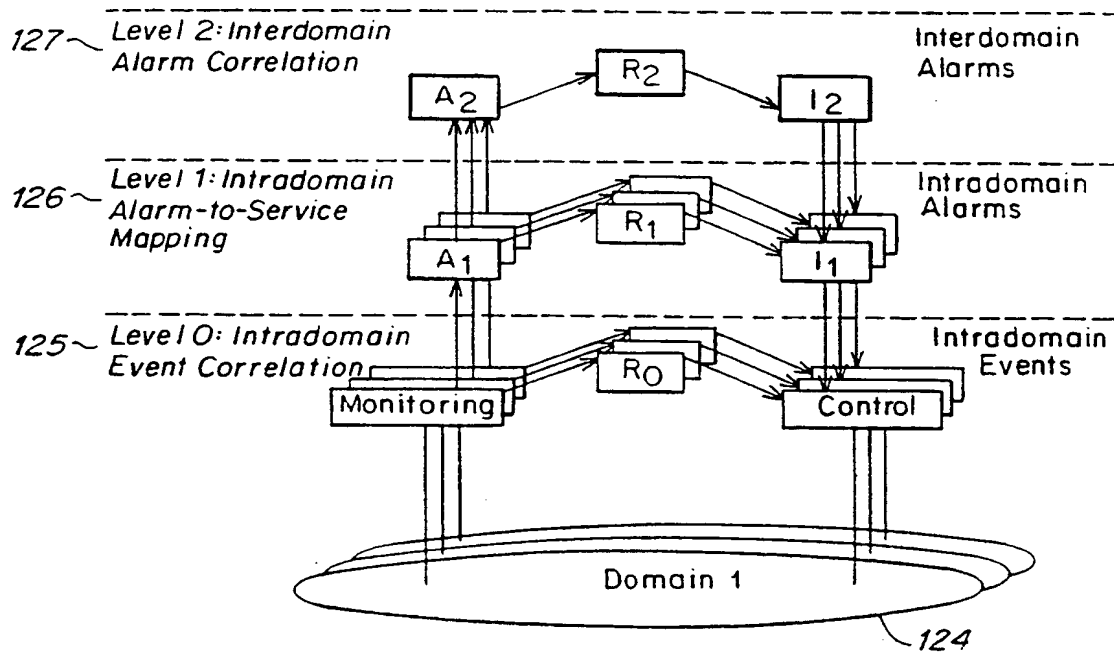 127 Level 2: Interdomain Alarm Correlation
Interdomain Alarms
A2
R2
I2
126 Level 1: Intradomain Alarm-to-Service Mapping
Intradomain Alarms
A1
R1
I1
125 Level 0: Intradomain Event Correlation
Intradomain Events
Monitoring
R0
Control
Domain 1
124